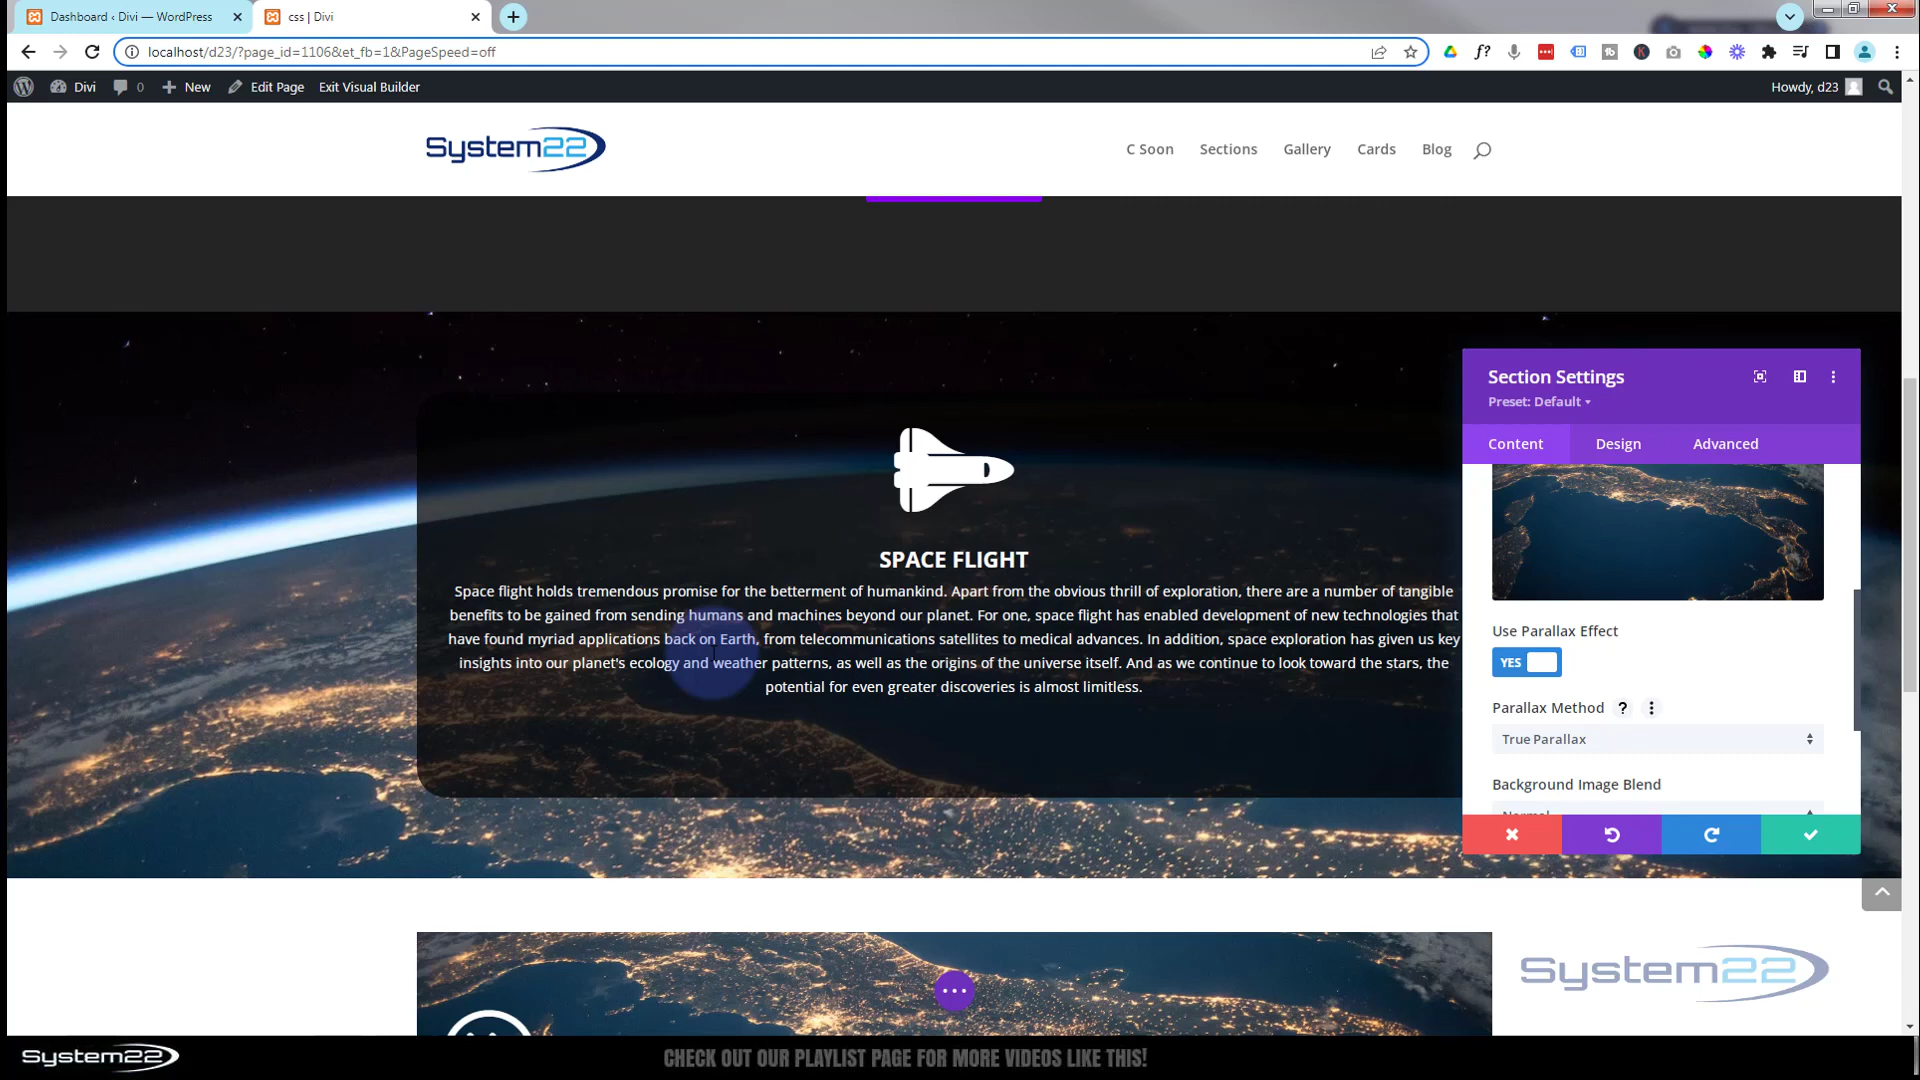 Dashboard ‹ Divi — WordPress
css | Divi
localhost/d23/?page_id=1106&et_fb=1&PageSpeed=off
f?
Divi
0
New
Edit Page
Exit Visual Builder
Howdy, d23
System22
C Soon
Sections
Gallery
Cards
Blog
SPACE FLIGHT
Space flight holds tremendous promise for the betterment of humankind. Apart from the obvious thrill of exploration, there are a number of tangible
benefits to be gained from sending humans and machines beyond our planet. For one, space flight has enabled development of new technologies that
have found myriad applications back on Earth, from telecommunications satellites to medical advances. In addition, space exploration has given us key
insights into our planet's ecology and weather patterns, as well as the origins of the universe itself. And as we continue to look toward the stars, the
potential for even greater discoveries is almost limitless.
Section Settings
Preset: Default
Content
Design
Advanced
Use Parallax Effect
YES
Parallax Method ?
True Parallax
Background Image Blend
Normal
System22
System22
CHECK OUT OUR PLAYLIST PAGE FOR MORE VIDEOS LIKE THIS!